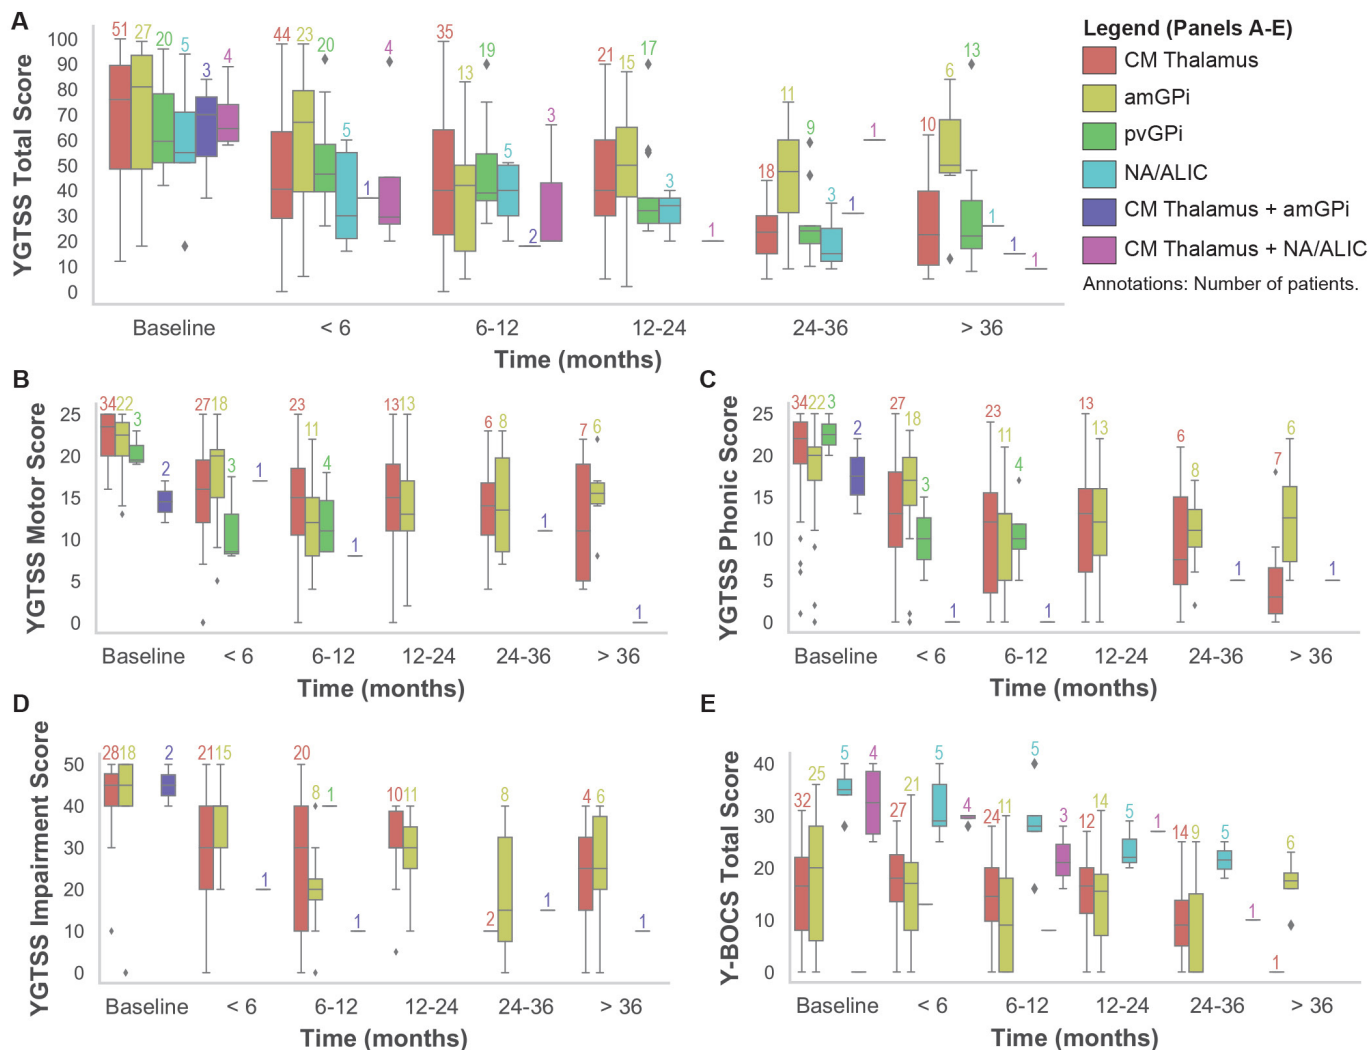 A
YGTSS Total Score
100
90
80
70
60
50
40
30
20
10
0
51 27 20 5 3 4
44 23 20 5 1 4
35 13 19 5 2 3
21 15 17 3 1
18 11 9 3 1 1
10 6 13 1 1 1
Baseline < 6 6-12 12-24 24-36 > 36
Time (months)
Legend (Panels A-E)
CM Thalamus
amGPi
pvGPi
NA/ALIC
CM Thalamus + amGPi
CM Thalamus + NA/ALIC
Annotations: Number of patients.
B
YGTSS Motor Score
25
20
15
10
5
0
34 22 3 2
27 18 3 1
23 11 4 1
13 13
6 8 1
7 6 1
Baseline < 6 6-12 12-24 24-36 > 36
Time (months)
C
YGTSS Phonic Score
25
20
15
10
5
0
34 22 3 2
27 18 3 1
23 11 4 1
13 13
6 8 1
7 6 1
Baseline < 6 6-12 12-24 24-36 > 36
Time (months)
D
YGTSS Impairment Score
50
40
30
20
10
0
28 18 2
21 15 1
20 8 1 1
10 11
2 8 1
4 6 1
Baseline < 6 6-12 12-24 24-36 > 36
Time (months)
E
Y-BOCS Total Score
40
30
20
10
0
32 25 5 4
27 21 5 4
24 11 5 3
12 14 5 1
14 9 5 1
1 6
Baseline < 6 6-12 12-24 24-36 > 36
Time (months)